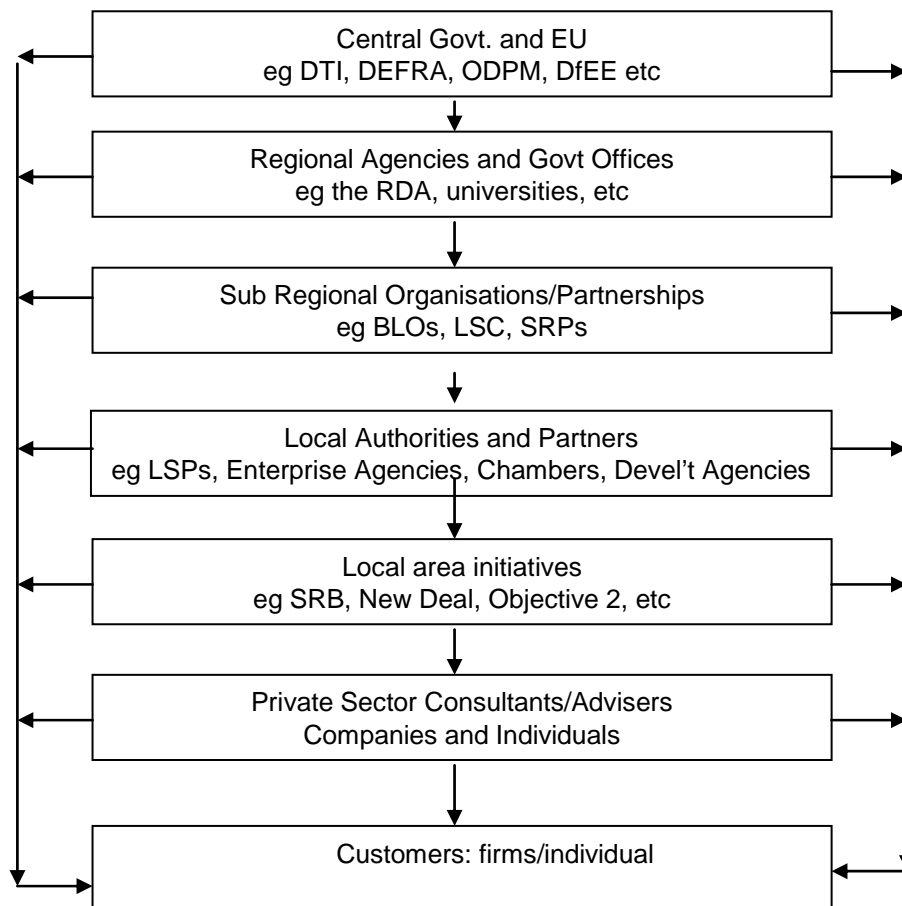 Central Govt. and EU
eg DTI, DEFRA, ODPM, DfEE etc
Regional Agencies and Govt Offices
eg the RDA, universities, etc
Sub Regional Organisations/Partnerships
eg BLOs, LSC, SRPs
Local Authorities and Partners
eg LSPs, Enterprise Agencies, Chambers, Devel't Agencies
Local area initiatives
eg SRB, New Deal, Objective 2, etc
Private Sector Consultants/Advisers
Companies and Individuals
Customers: firms/individual